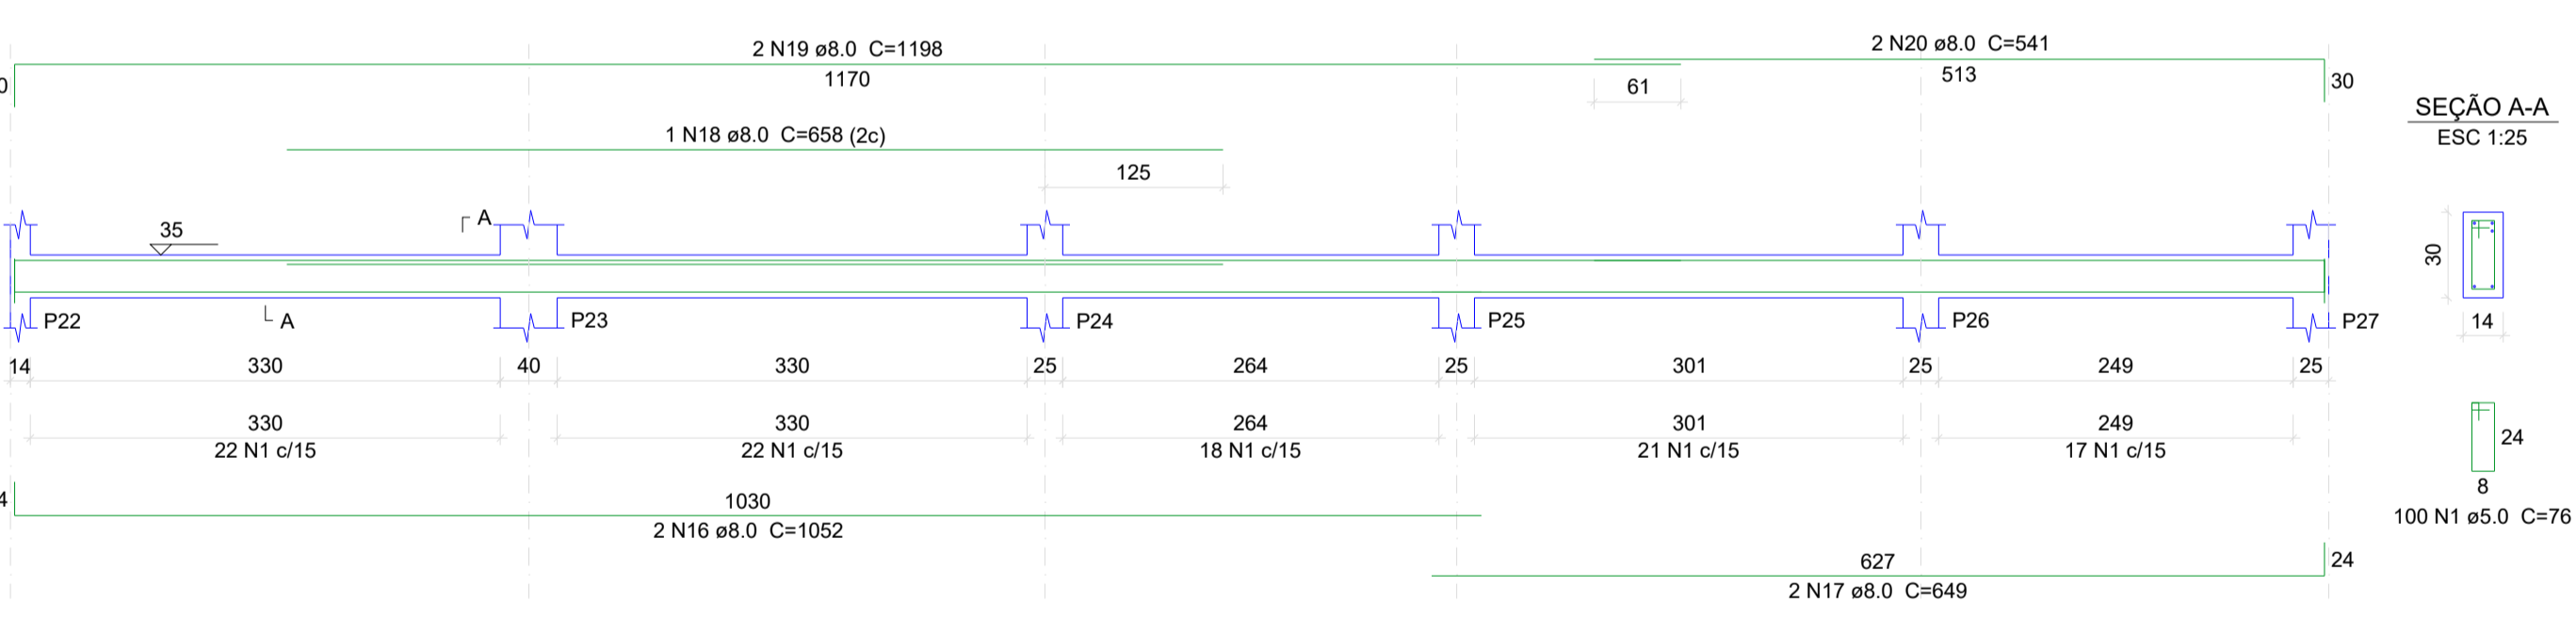 2 N19 ø8.0 C=1198
1170
2 N20 ø8.0 C=541
513
61
30
0
1 N18 ø8.0 C=658 (2c)
125
SEÇÃO A-A
ESC 1:25
35
A
A
P22
P23
P24
P25
P26
P27
30
14
14 330 40 330 25 264 25 301 25 249 25
330 330 264 301 249
22 N1 c/15 22 N1 c/15 18 N1 c/15 21 N1 c/15 17 N1 c/15
24
8
100 N1 ø5.0 C=76
4
1030
2 N16 ø8.0 C=1052
627
24
2 N17 ø8.0 C=649